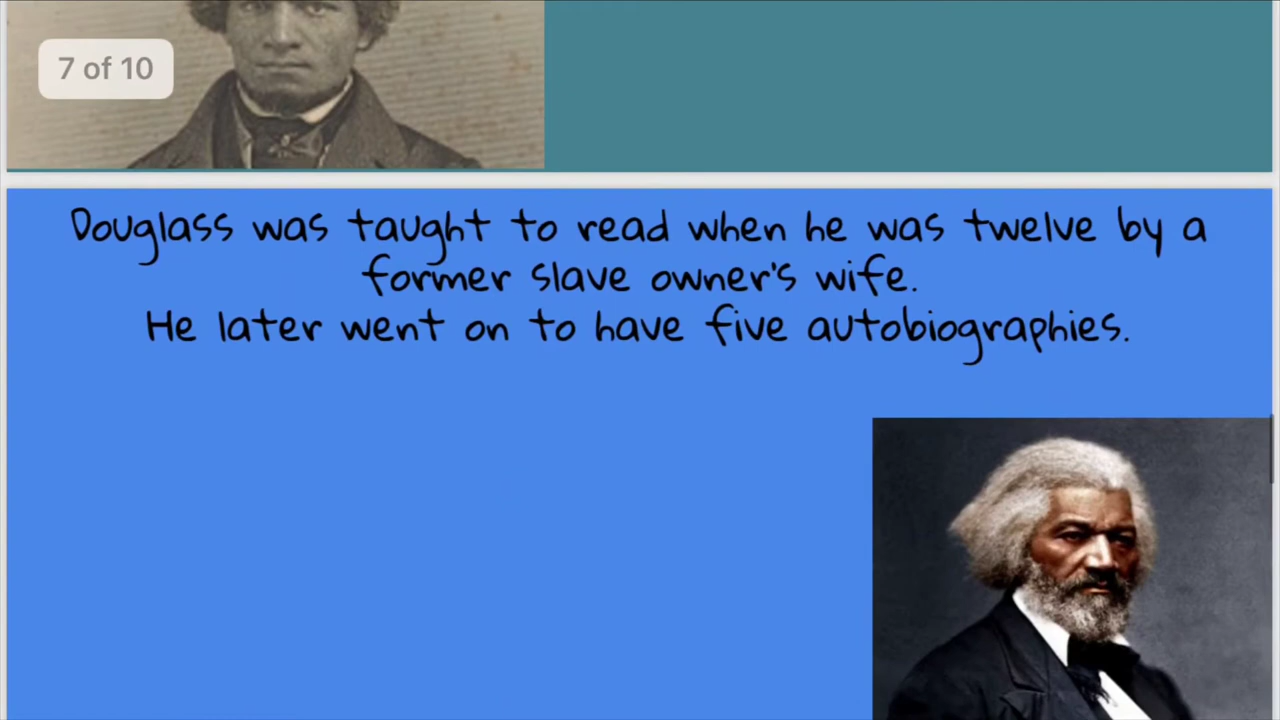 7 of 10
Douglass was taught to read when he was twelve by a
former slave owner's wife.
He later went on to have five autobiographies.